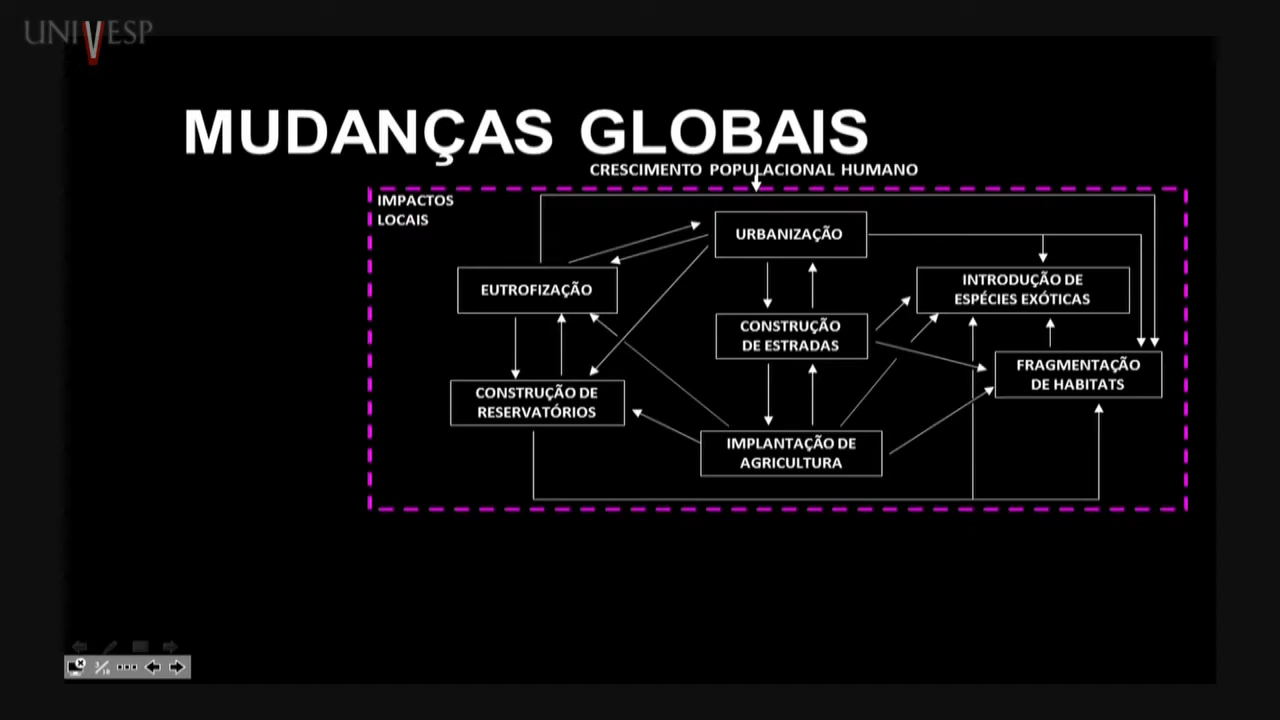 UNIVESP
MUDANÇAS GLOBAIS
CRESCIMENTO POPULACIONAL HUMANO
IMPACTOS
LOCAIS
URBANIZAÇÃO
EUTROFIZAÇÃO
INTRODUÇÃO DE
ESPÉCIES EXÓTICAS
CONSTRUÇÃO
DE ESTRADAS
FRAGMENTAÇÃO
DE HABITATS
CONSTRUÇÃO DE
RESERVATÓRIOS
IMPLANTAÇÃO DE
AGRICULTURA